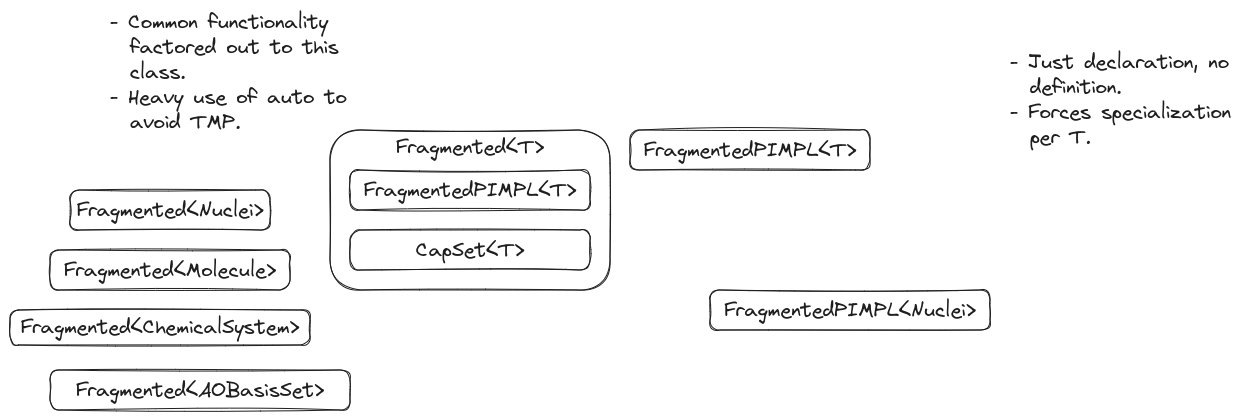 - Common functionality
factored out to this
class.
- Heavy use of auto to
avoid TMP.
- Just declaration, no
definition.
- Forces specialization
per T.
Fragmented<T>
FragmentedPIMPL<T>
CapSet<T>
FragmentedPIMPL<T>
Fragmented<Nuclei>
Fragmented<Molecule>
Fragmented<ChemicalSystem>
Fragmented<AOBasisSet>
FragmentedPIMPL<Nuclei>